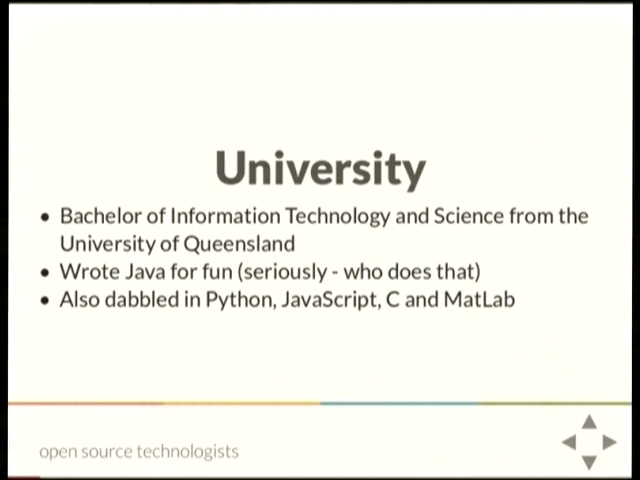 University
• Bachelor of Information Technology and Science from the
University of Queensland
• Wrote Java for fun (seriously - who does that)
• Also dabbled in Python, JavaScript, C and MatLab
open source technologists